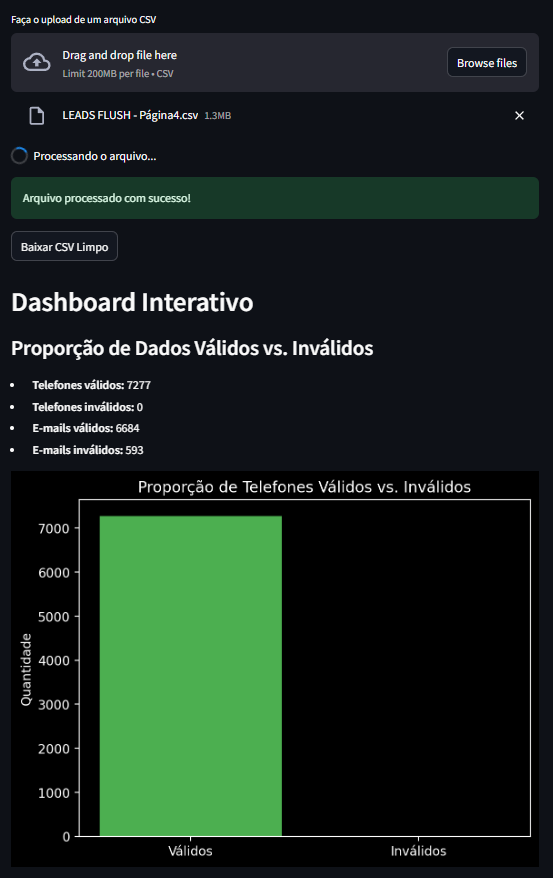 Faça o upload de um arquivo CSV
Drag and drop file here
Limit 200MB per file • CSV
Browse files
LEADS FLUSH - Página4.csv 1.3MB
Processando o arquivo...
Arquivo processado com sucesso!
Baixar CSV Limpo
Dashboard Interativo
Proporção de Dados Válidos vs. Inválidos
• Telefones válidos: 7277
• Telefones inválidos: 0
• E-mails válidos: 6684
• E-mails inválidos: 593
Proporção de Telefones Válidos vs. Inválidos
Quantidade
7000
6000
5000
4000
3000
2000
1000
0
Válidos Inválidos